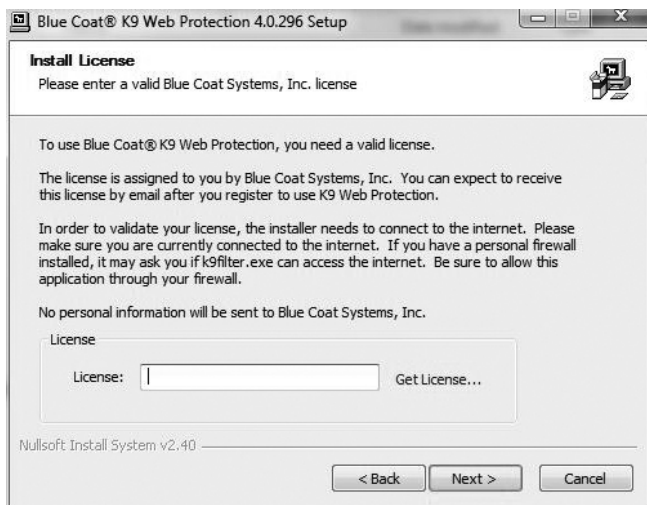 Blue Coat® K9 Web Protection 4.0.296 Setup
Install License
Please enter a valid Blue Coat Systems, Inc. license
To use Blue Coat® K9 Web Protection, you need a valid license.
The license is assigned to you by Blue Coat Systems, Inc. You can expect to receive
this license by email after you register to use K9 Web Protection.
In order to validate your license, the installer needs to connect to the internet. Please
make sure you are currently connected to the internet. If you have a personal firewall
installed, it may ask you if k9filter.exe can access the internet. Be sure to allow this
application through your firewall.
No personal information will be sent to Blue Coat Systems, Inc.
License
License:
Get License...
Nullsoft Install System v2.40
< Back
Next >
Cancel